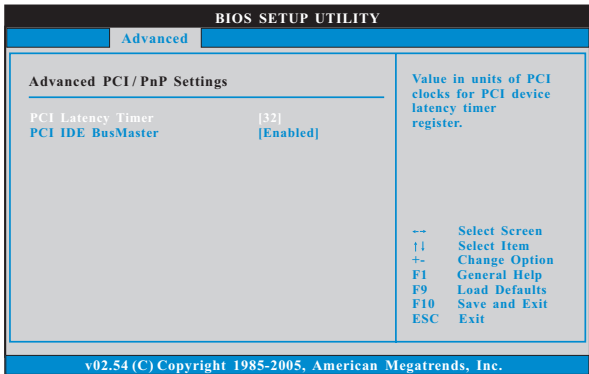 BIOS SETUP UTILITY
Advanced
Advanced PCI / PnP Settings
PCI Latency Timer [32]
PCI IDE BusMaster [Enabled]
Value in units of PCI
clocks for PCI device
latency timer
register.
←→ Select Screen
↑↓ Select Item
+- Change Option
F1 General Help
F9 Load Defaults
F10 Save and Exit
ESC Exit
v02.54 (C) Copyright 1985-2005, American Megatrends, Inc.